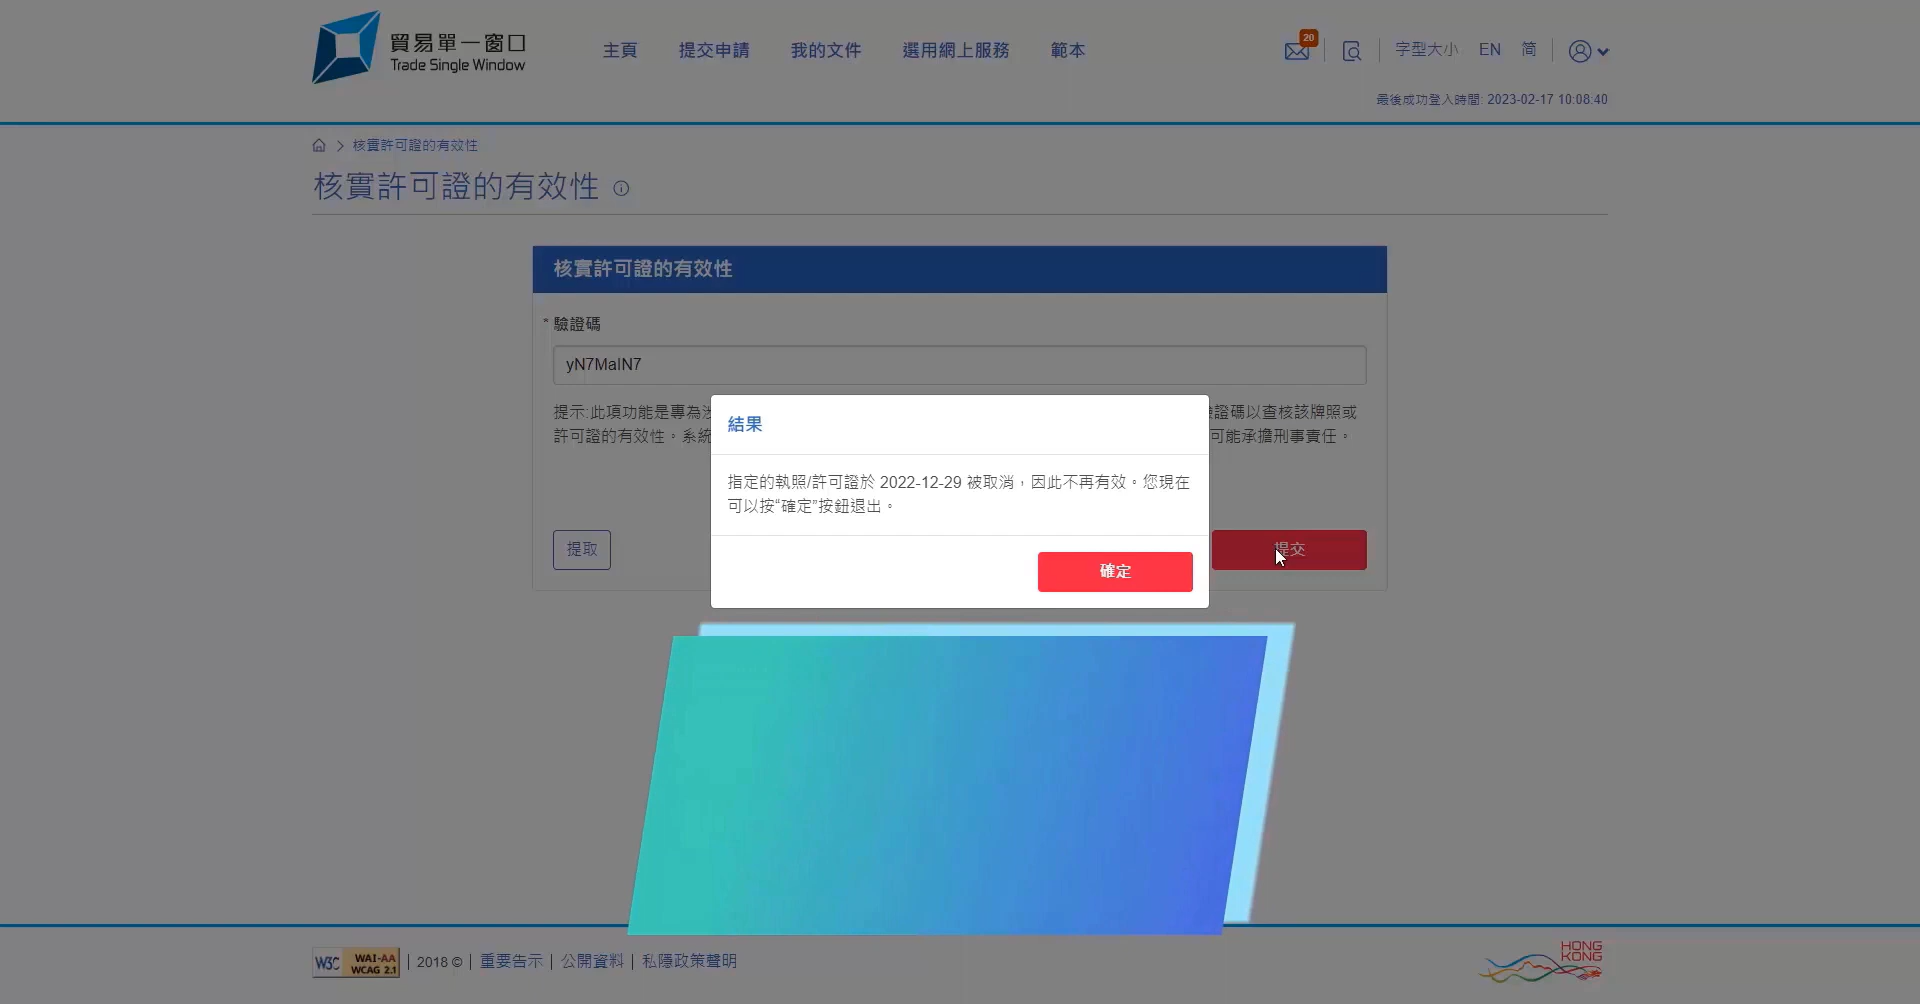 貿易單一窗口
Trade Single Window
主頁
提交申請
我的文件
選用網上服務
範本
20
字型大小
EN
简
最後成功登入時間: 2023-02-17 10:08:40
核實許可證的有效性
核實許可證的有效性
核實許可證的有效性
* 驗證碼
yN7MaIN7
提示:此項功能是專為
證碼以查核該牌照或
許可證的有效性。系統
可能承擔刑事責任。
結果
指定的執照/許可證於 2022-12-29 被取消，因此不再有效。您現在
可以按“確定”按鈕退出。
確定
提取
提交
W3C WAI-AA
WCAG 2.1
2018 © | 重要告示 | 公開資料 | 私隱政策聲明
HONG
KONG